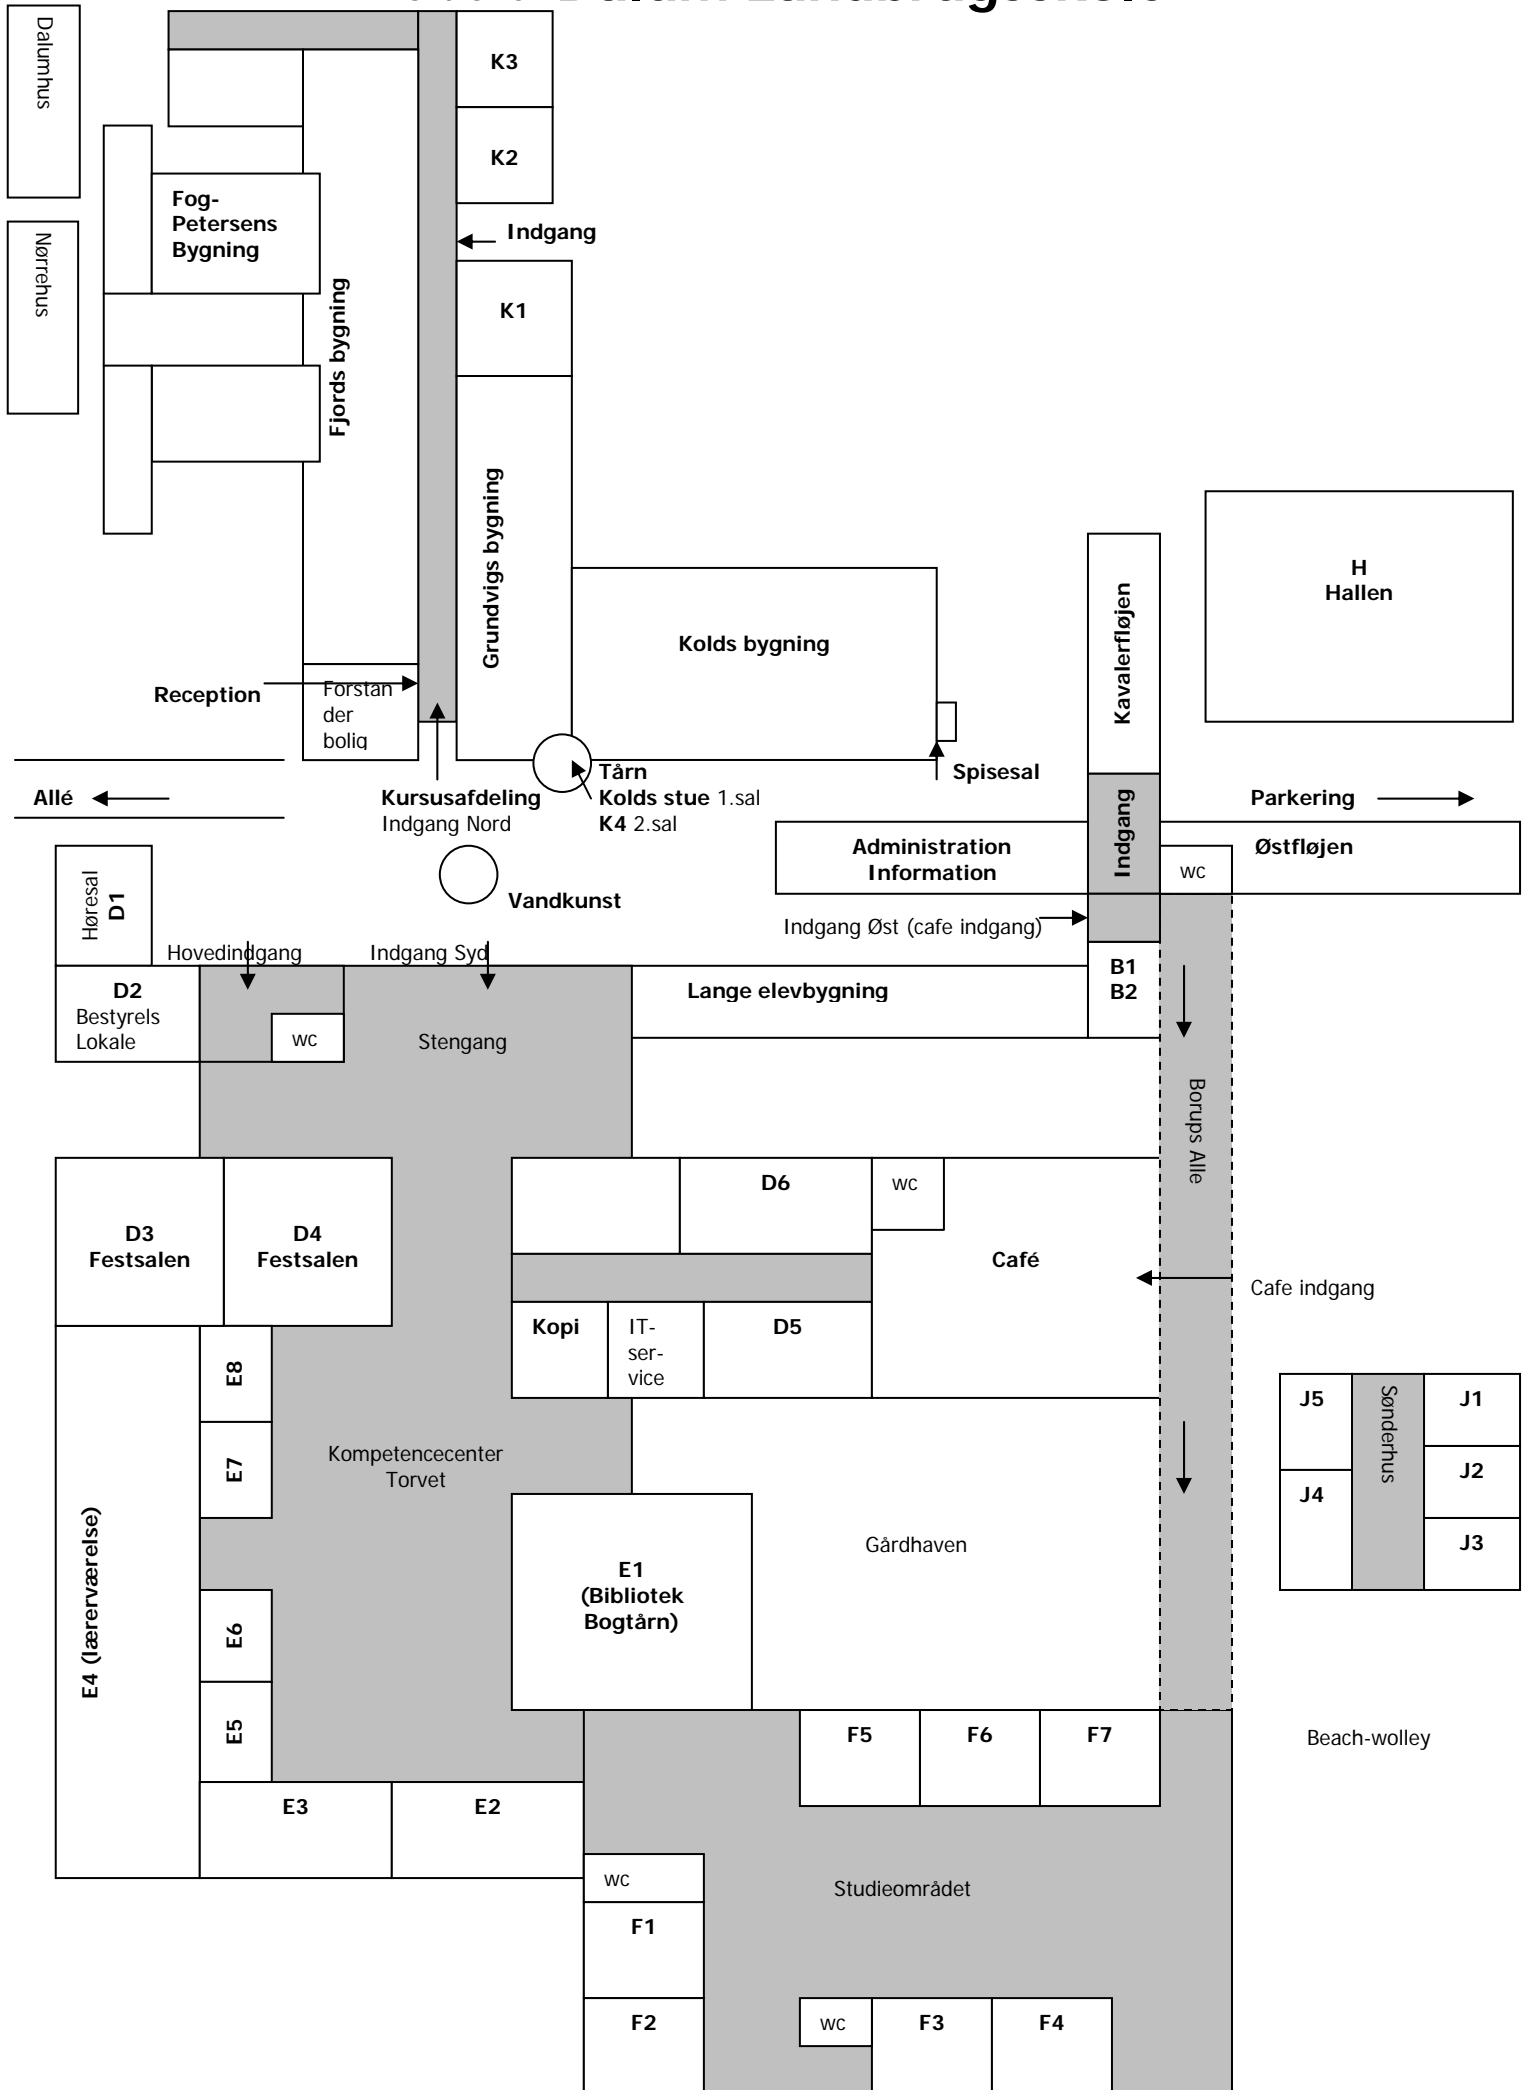 Dalum Landbrugsskole
Dalumhus
K3
K2
Fog-
Petersens
Bygning
Indgang
Nørrehus
K1
Fjords bygning
Grundvigs bygning
H
Hallen
Kavalerfløjen
Kolds bygning
Reception
Forstan
der
bolig
Tårn
Kolds stue 1.sal
K4 2.sal
Spisesal
Allé
Kursusafdeling
Indgang Nord
Indgang
Parkering
Administration
Information
Østfløjen
wc
Høresal
D1
Vandkunst
Indgang Øst (cafe indgang)
Hovedindgang
Indgang Syd
D2
Bestyrels
Lokale
wc
Stengang
Lange elevbygning
B1
B2
Borups Alle
D3
Festsalen
D4
Festsalen
D6
wc
Café
Cafe indgang
Kopi
IT-
ser-
vice
D5
E8
E7
Kompetencecenter
Torvet
J5
Sønderhus
J1
J2
J4
J3
E4 (lærerværelse)
E1
(Bibliotek
Bogtårn)
Gårdhaven
E6
E5
F5
F6
F7
Beach-wolley
E3
E2
wc
Studieområdet
F1
F2
wc
F3
F4